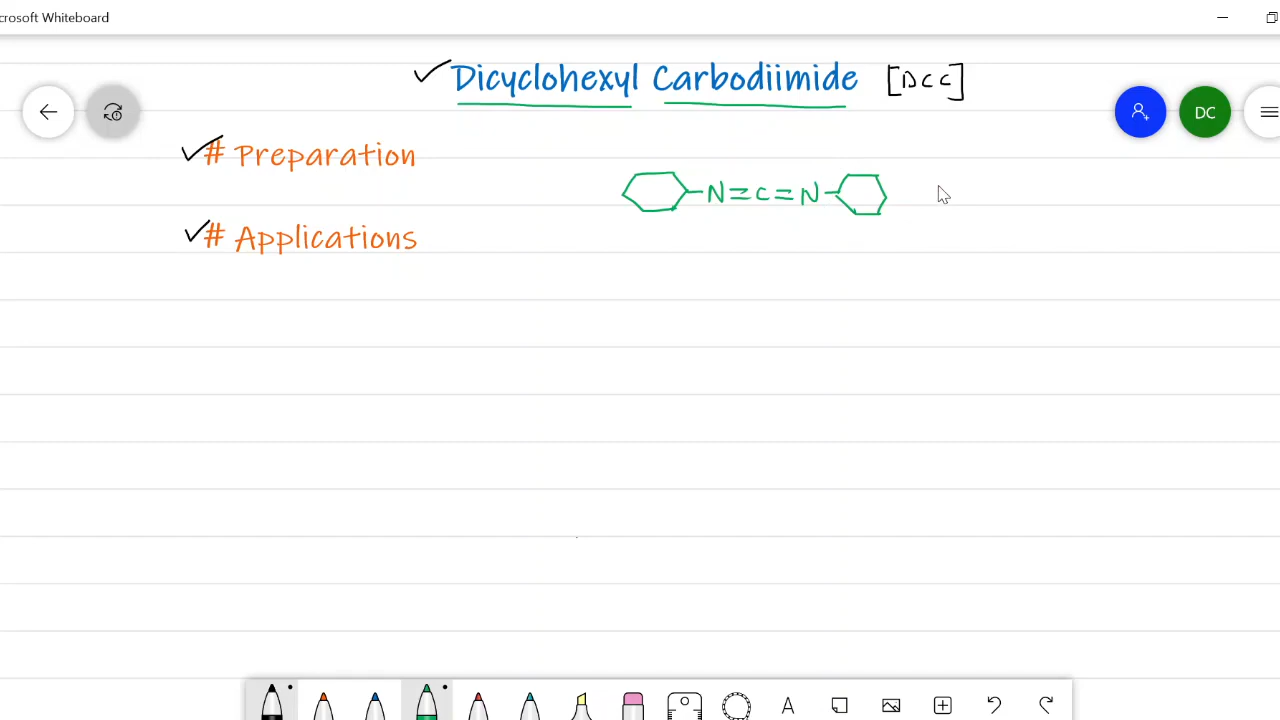 crosoft Whiteboard
Dicyclohexyl Carbodiimide [DCC]
DC
# Preparation
N=C=N
# Applications
A